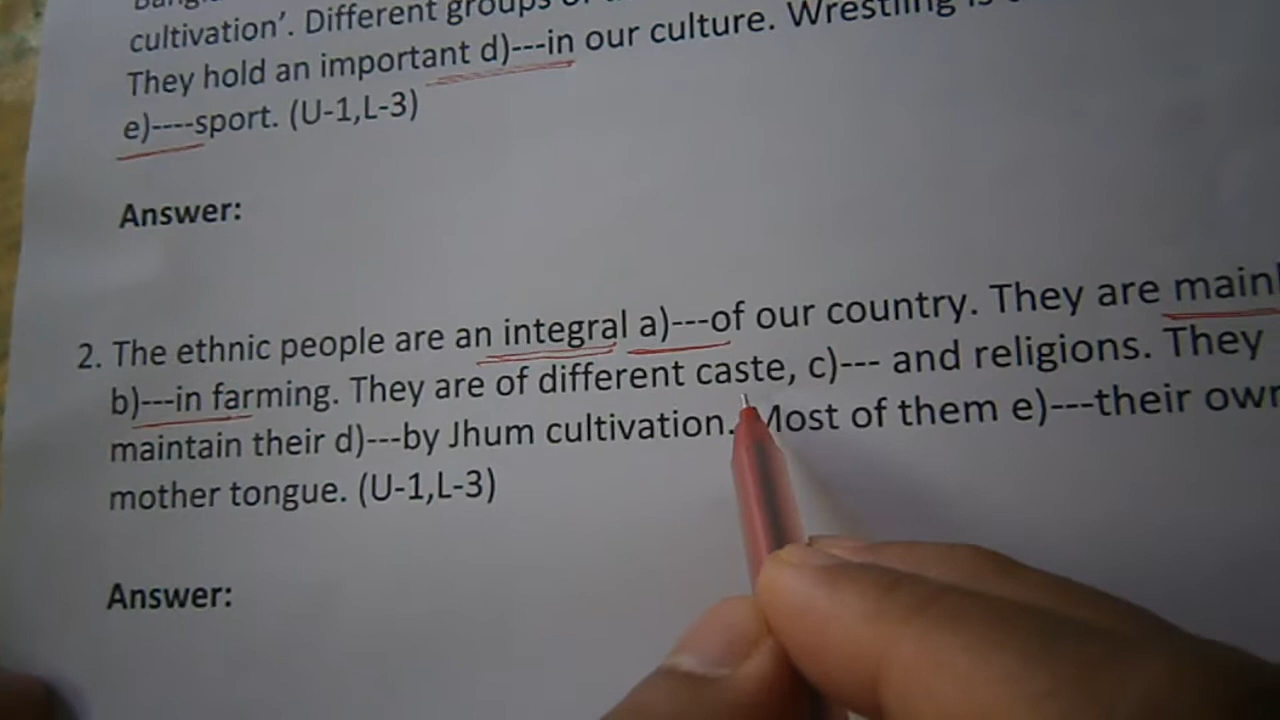 cultivation'. Different groups
They hold an important d)---in our culture. Wrestling
e)----sport. (U-1,L-3)
Answer:
2. The ethnic people are an integral a)---of our country. They are
b)---in farming. They are of different caste, c)--- and religions. They
maintain their d)---by Jhum cultivation. Most of them e)---their
mother tongue. (U-1,L-3)
Answer: